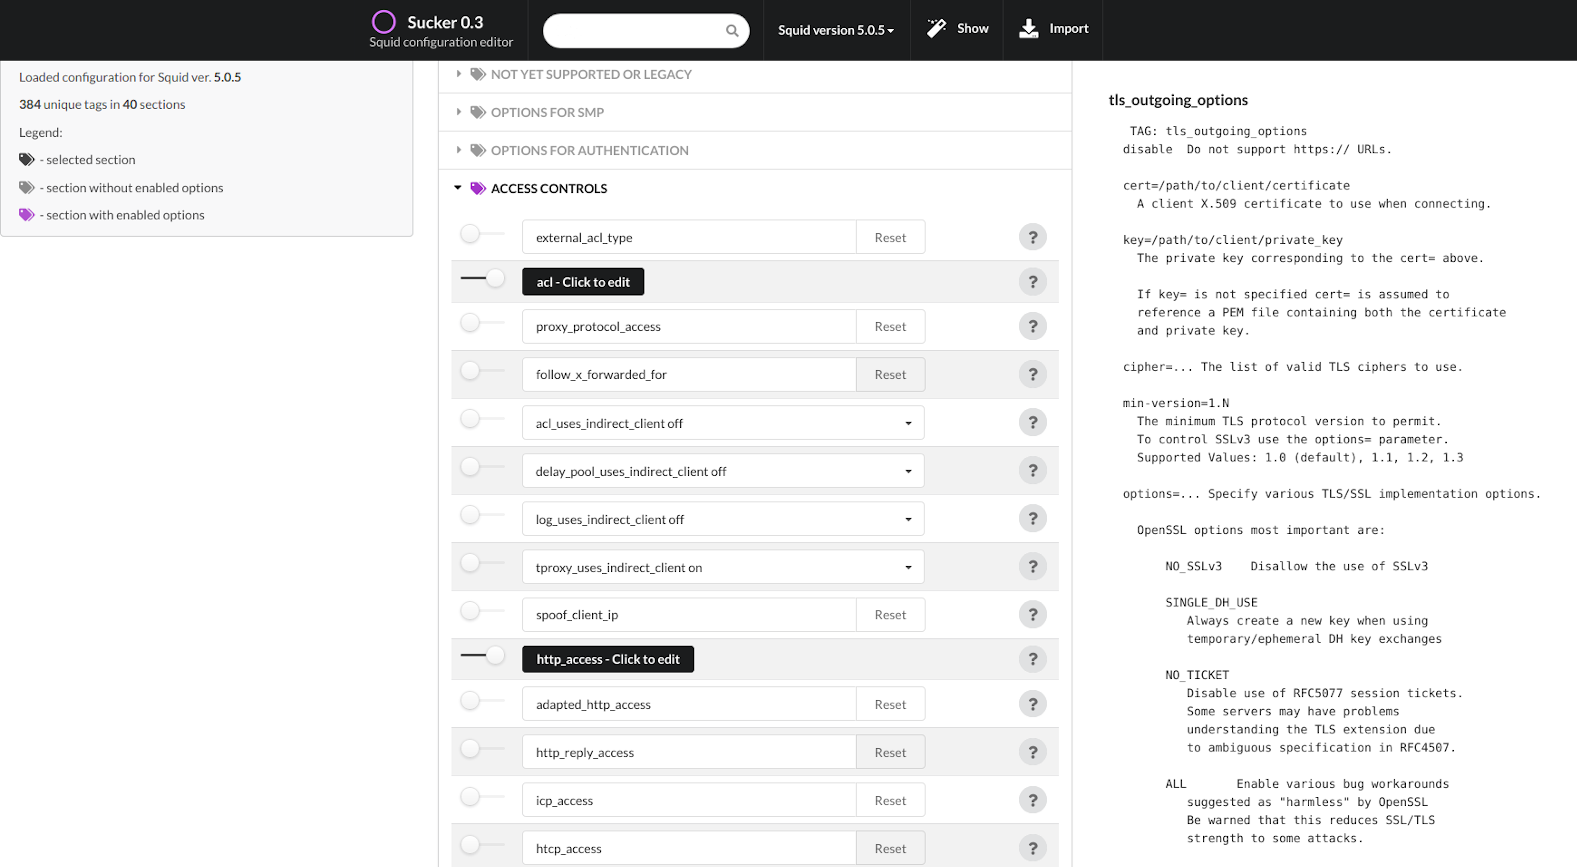 Sucker 0.3
Squid configuration editor
Squid version 5.0.5
Show
Import
Loaded configuration for Squid ver. 5.0.5
384 unique tags in 40 sections
Legend:
- selected section
- section without enabled options
- section with enabled options
NOT YET SUPPORTED OR LEGACY
OPTIONS FOR SMP
OPTIONS FOR AUTHENTICATION
ACCESS CONTROLS
external_acl_type Reset ?
acl - Click to edit ?
proxy_protocol_access Reset ?
follow_x_forwarded_for Reset ?
acl_uses_indirect_client off ?
delay_pool_uses_indirect_client off ?
log_uses_indirect_client off ?
tproxy_uses_indirect_client on ?
spoof_client_ip Reset ?
http_access - Click to edit ?
adapted_http_access Reset ?
http_reply_access Reset ?
icp_access Reset ?
htcp_access Reset ?
tls_outgoing_options
TAG: tls_outgoing_options
disable  Do not support https:// URLs.
cert=/path/to/client/certificate
A client X.509 certificate to use when connecting.
key=/path/to/client/private_key
The private key corresponding to the cert= above.
If key= is not specified cert= is assumed to
reference a PEM file containing both the certificate
and private key.
cipher=... The list of valid TLS ciphers to use.
min-version=1.N
The minimum TLS protocol version to permit.
To control SSLv3 use the options= parameter.
Supported Values: 1.0 (default), 1.1, 1.2, 1.3
options=... Specify various TLS/SSL implementation options.
OpenSSL options most important are:
NO_SSLv3    Disallow the use of SSLv3
SINGLE_DH_USE
Always create a new key when using
temporary/ephemeral DH key exchanges
NO_TICKET
Disable use of RFC5077 session tickets.
Some servers may have problems
understanding the TLS extension due
to ambiguous specification in RFC4507.
ALL       Enable various bug workarounds
suggested as "harmless" by OpenSSL
Be warned that this reduces SSL/TLS
strength to some attacks.